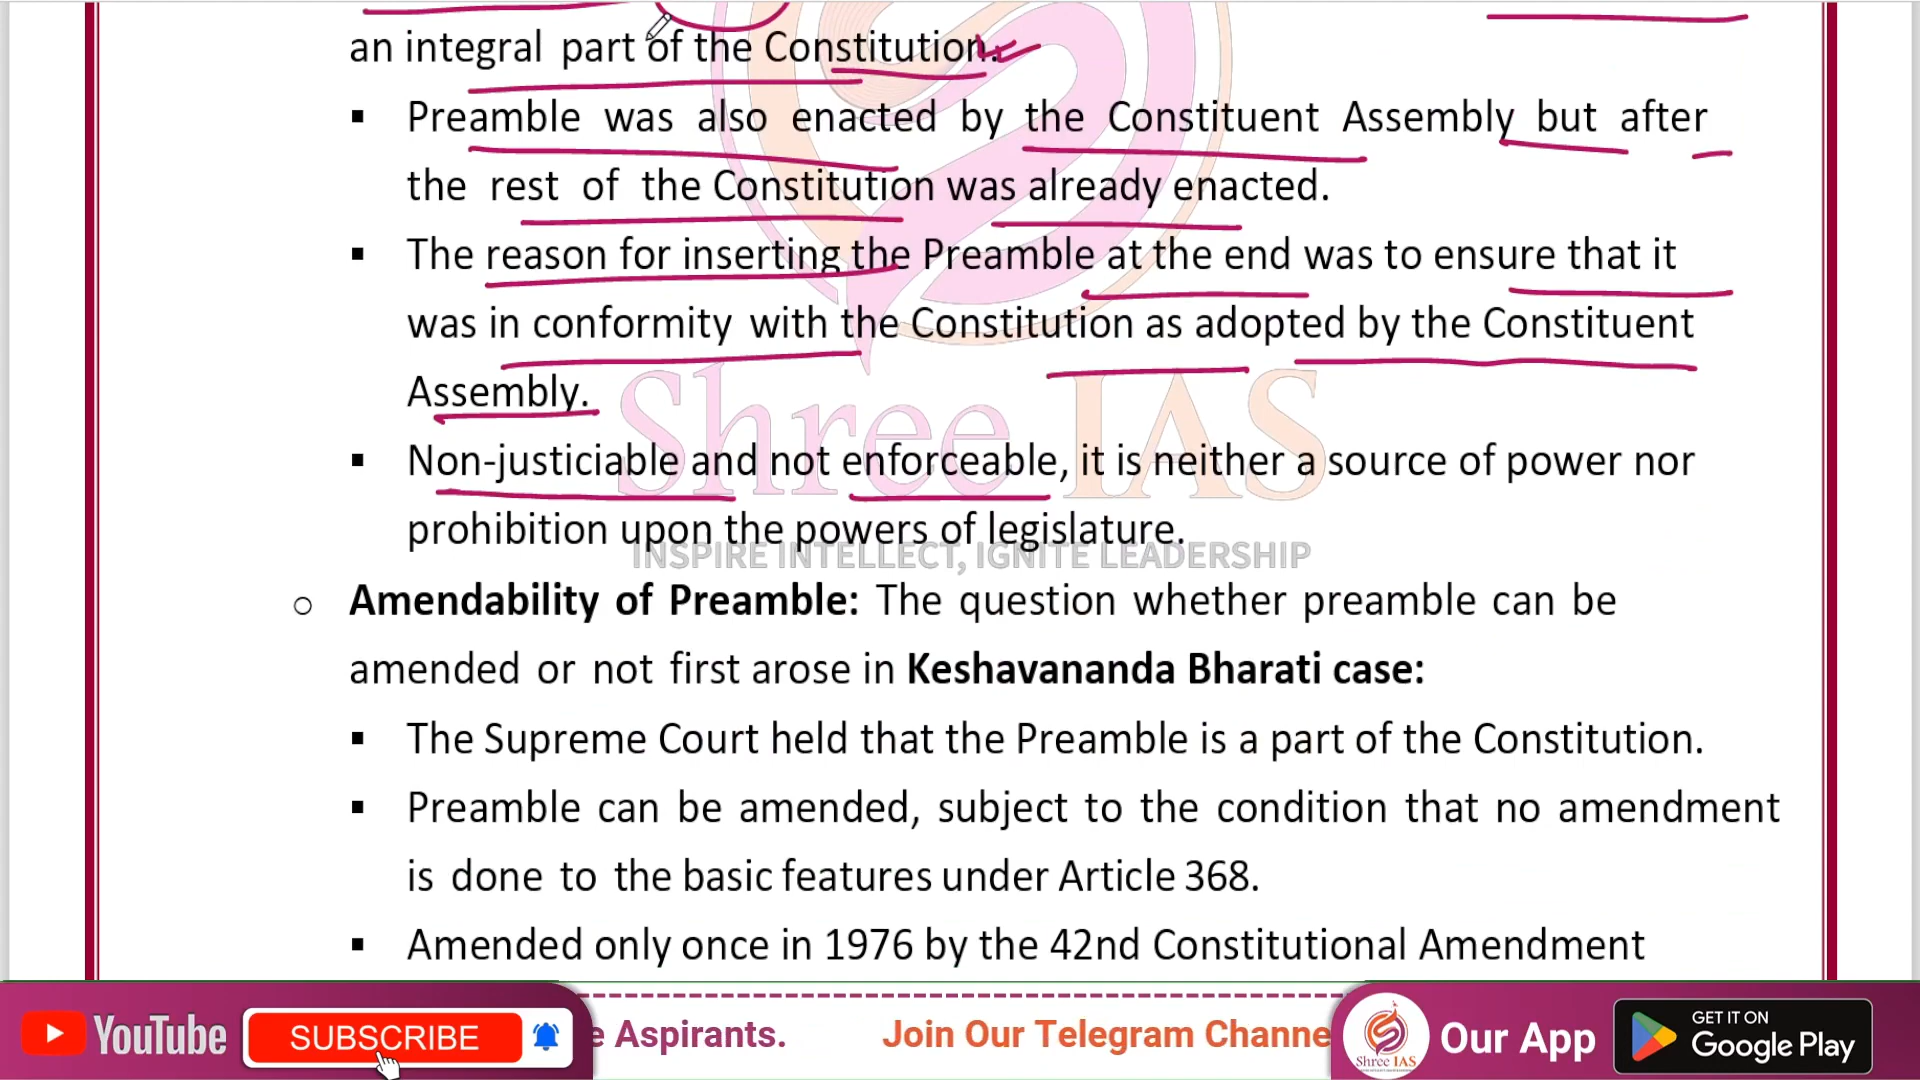 an integral part of the Constitution.
▪ Preamble was also enacted by the Constituent Assembly but after
the rest of the Constitution was already enacted.
▪ The reason for inserting the Preamble at the end was to ensure that it
was in conformity with the Constitution as adopted by the Constituent
Assembly.
▪ Non-justiciable and not enforceable, it is neither a source of power nor
prohibition upon the powers of legislature.
Shree IAS
INSPIRE INTELLECT, IGNITE LEADERSHIP
○ Amendability of Preamble: The question whether preamble can be
amended or not first arose in Keshavananda Bharati case:
▪ The Supreme Court held that the Preamble is a part of the Constitution.
▪ Preamble can be amended, subject to the condition that no amendment
is done to the basic features under Article 368.
▪ Amended only once in 1976 by the 42nd Constitutional Amendment
YouTube SUBSCRIBE e Aspirants. Join Our Telegram Channe Shree IAS Our App GET IT ON
Google Play